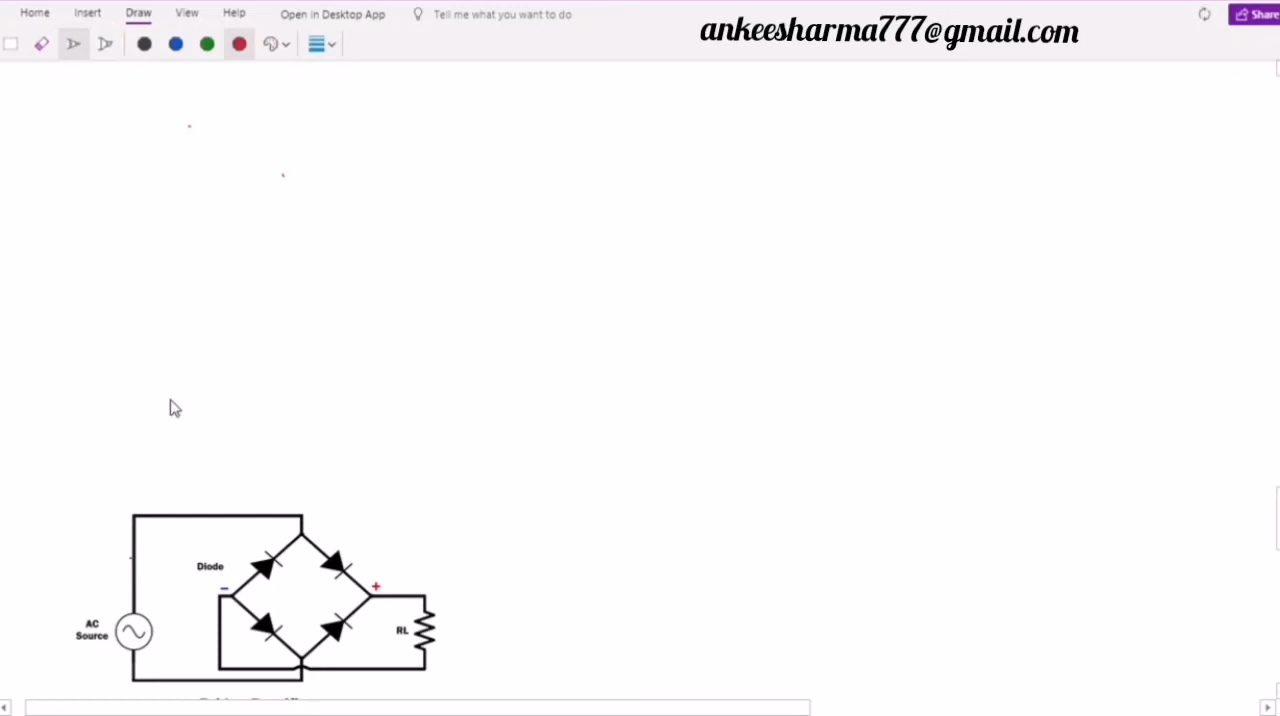 Home Insert Draw View Help Open in Desktop App Tell me what you want to do Share
ankeesharma777@gmail.com
Diode
− +
AC
Source
RL